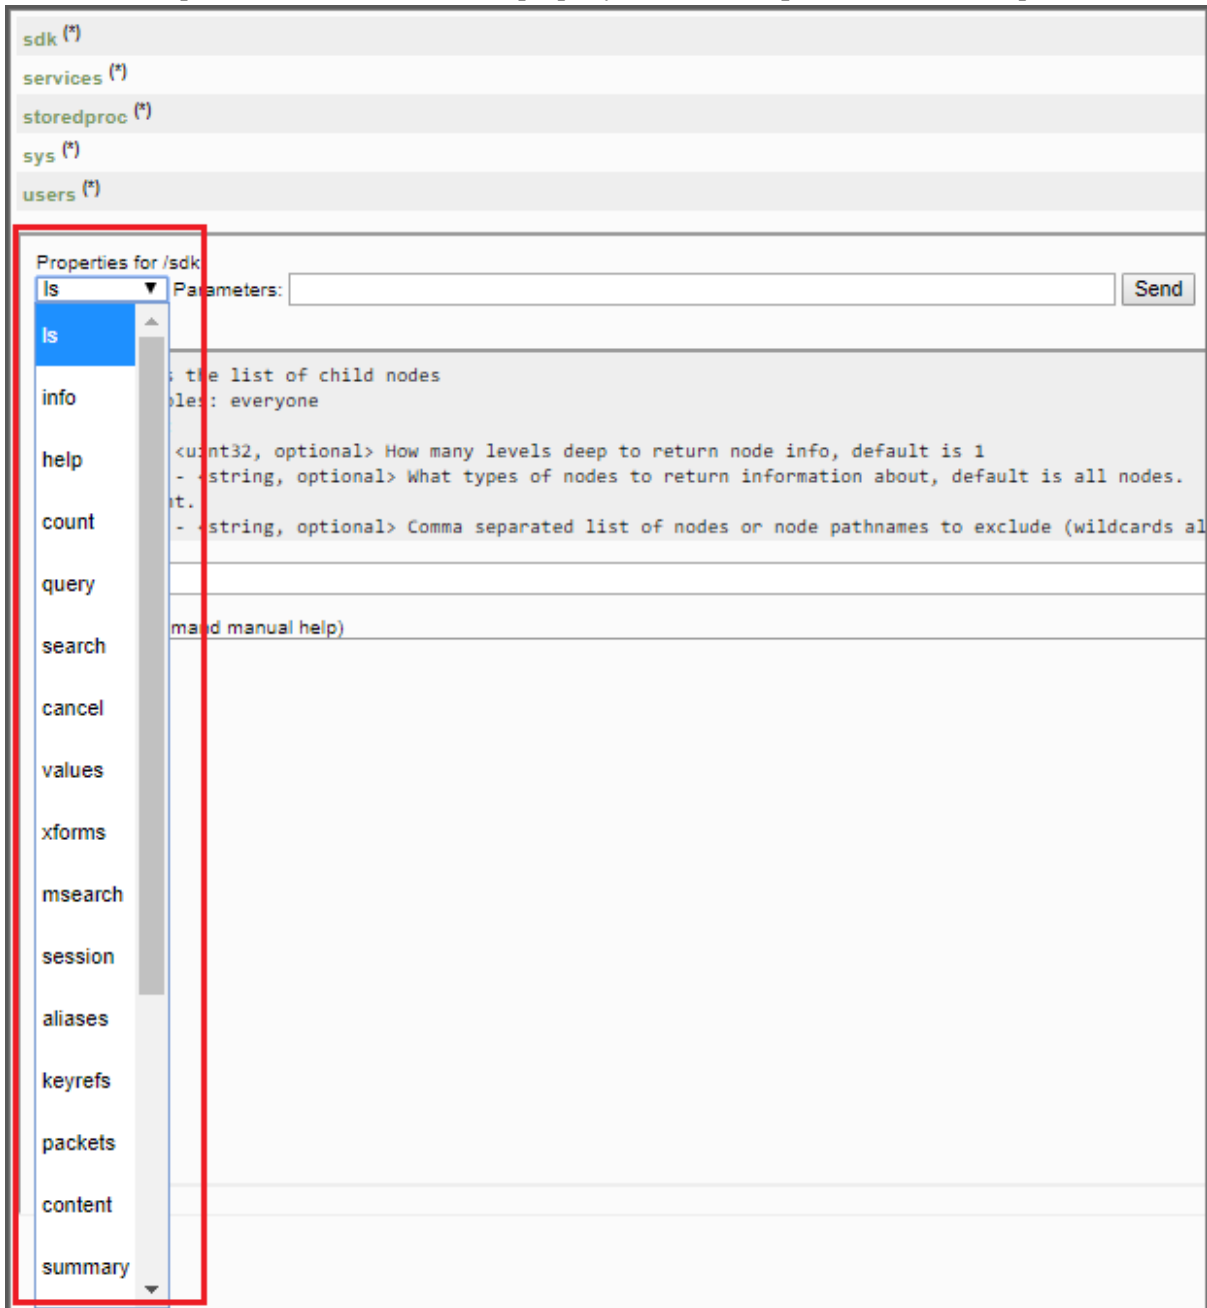 sdk (*)
services (*)
storedproc (*)
sys (*)
users (*)
Properties for /sdk
ls ▼ Parameters: Send
ls
the list of child nodes
info
: everyone
<uint32, optional> How many levels deep to return node info, default is 1
help
- <string, optional> What types of nodes to return information about, default is all nodes.
count
- <string, optional> Comma separated list of nodes or node pathnames to exclude (wildcards al
query
manual help)
search
cancel
values
xforms
msearch
session
aliases
keyrefs
packets
content
summary